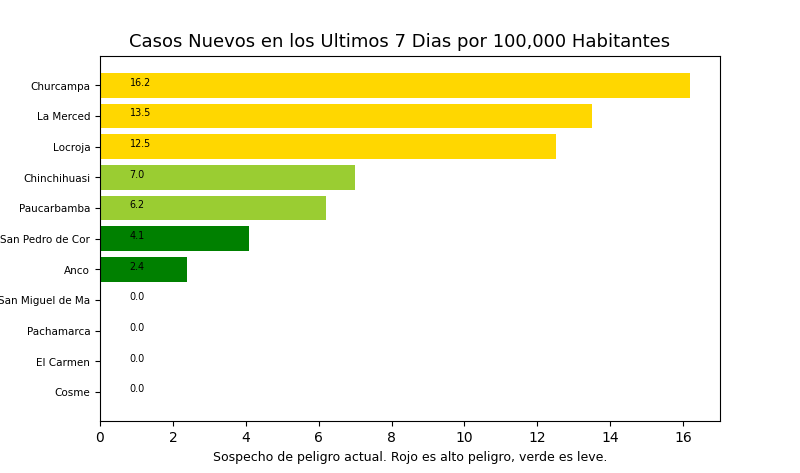 Casos Nuevos en los Ultimos 7 Dias por 100,000 Habitantes
Churcampa 16.2
La Merced 13.5
Locroja 12.5
Chinchihuasi 7.0
Paucarbamba 6.2
San Pedro de Cor 4.1
Anco 2.4
San Miguel de Ma 0.0
Pachamarca 0.0
El Carmen 0.0
Cosme 0.0
0 2 4 6 8 10 12 14 16
Sospecho de peligro actual. Rojo es alto peligro, verde es leve.